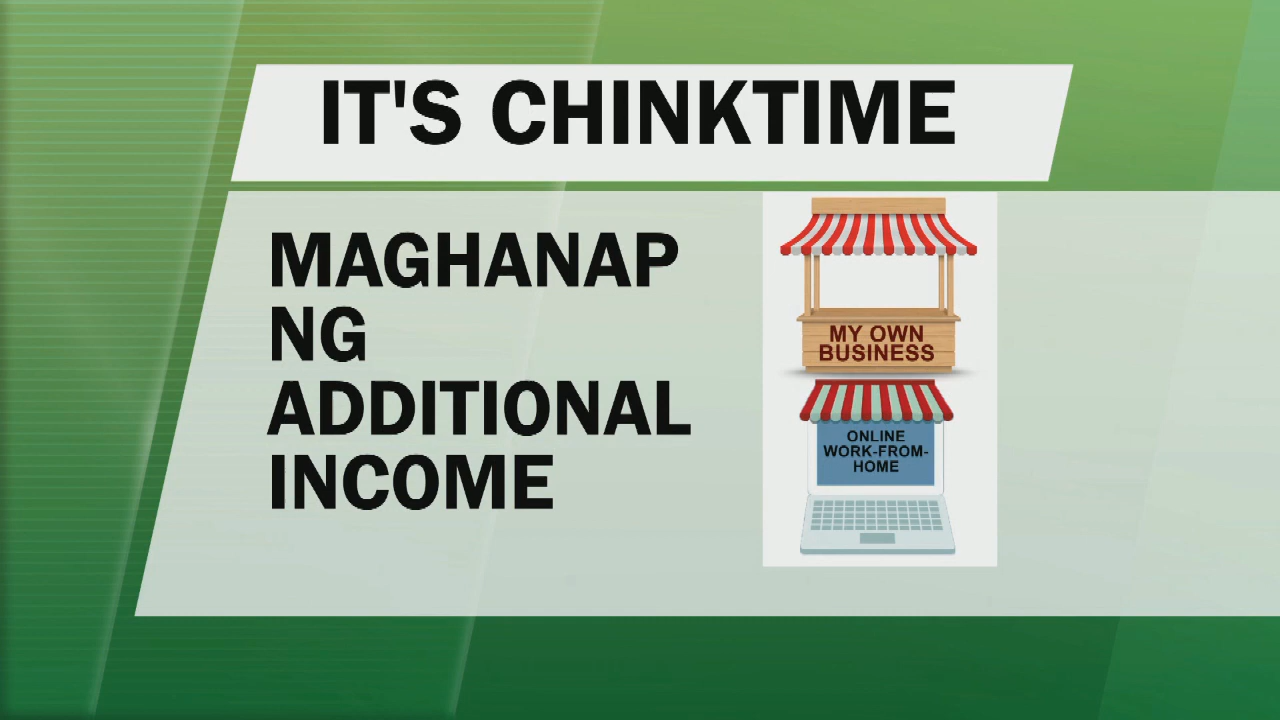 IT'S CHINKTIME
MAGHANAP
NG
ADDITIONAL
INCOME
MY OWN
BUSINESS
ONLINE
WORK-FROM-
HOME